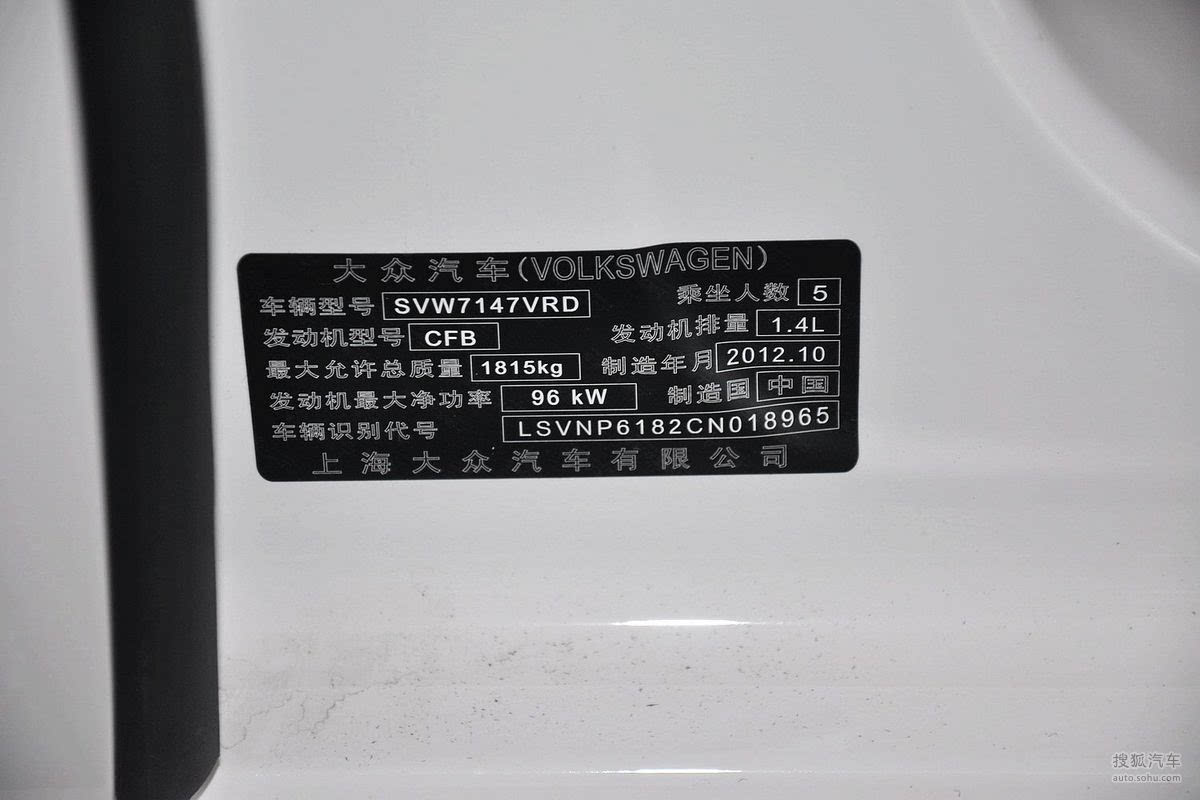 大众汽车(VOLKSWAGEN)
车辆型号 SVW7147VRD 乘坐人数 5
发动机型号 CFB 发动机排量 1.4L
最大允许总质量 1815kg 制造年月 2012.10
发动机最大净功率 96 kW 制造国 中国
车辆识别代号 LSVNP6182CN018965
上海大众汽车有限公司
搜狐汽车
auto.sohu.com